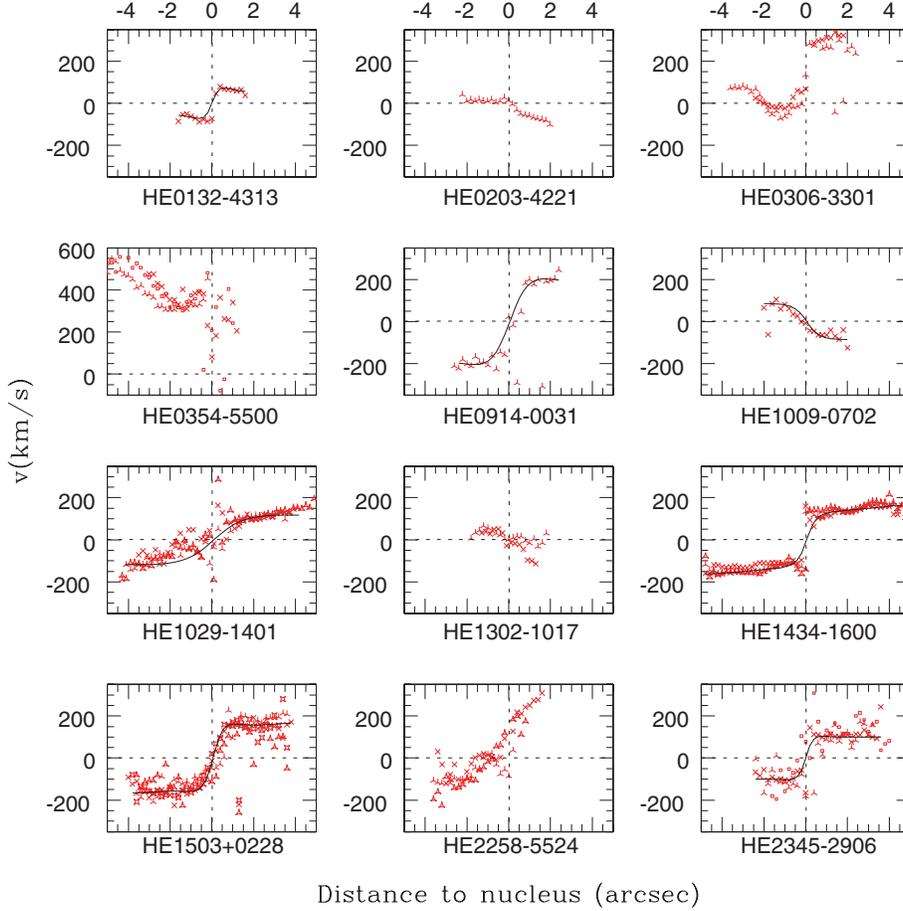 -4 -2 0 2 4 -4 -2 0 2 4 -4 -2 0 2 4
200 200 200
0 0 0
-200 -200 -200
HE0132-4313 HE0203-4221 HE0306-3301
600
400 200 200
200 0 0
0 -200 -200
HE0354-5500 HE0914-0031 HE1009-0702
v(km/s)
200 200 200
0 0 0
-200 -200 -200
HE1029-1401 HE1302-1017 HE1434-1600
200 200 200
0 0 0
-200 -200 -200
HE1503+0228 HE2258-5524 HE2345-2906
Distance to nucleus (arcsec)